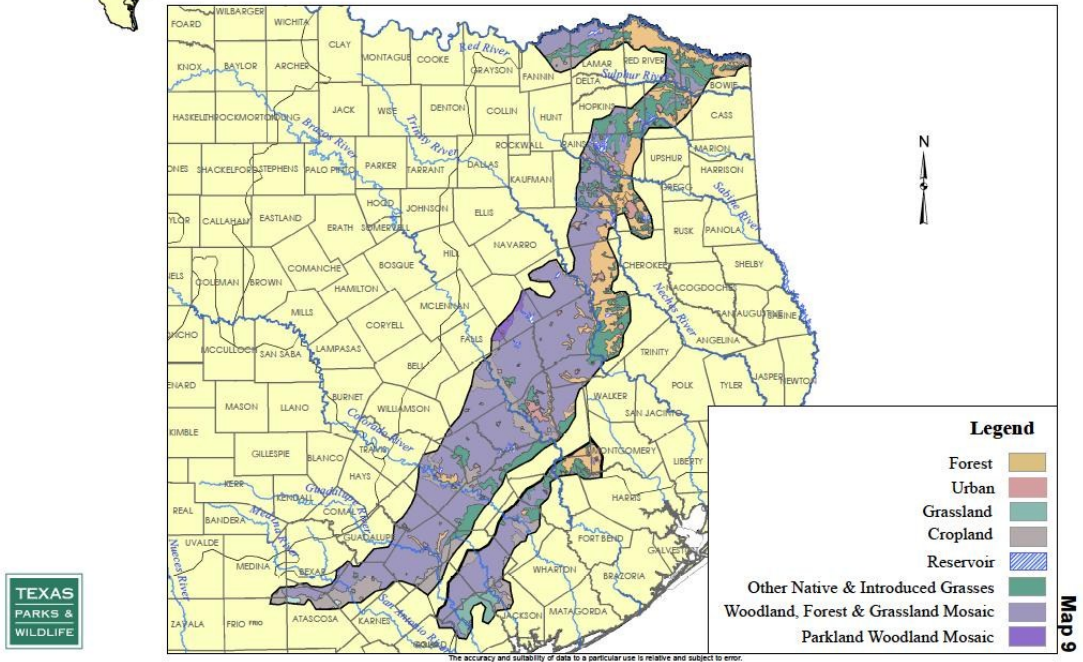 WILBARGER
FOARD
WICHITA
CLAY
MONTAGUE
COOKE
Red River
GRAYSON
FANNIN
LAMAR
RED RIVER
DELTA
Sulphur River
BOWIE
KNOX
BAYLOR
ARCHER
JACK
WISE
DENTON
COLLIN
HUNT
HOPKINS
CASS
Brazos River
Trinity River
ROCKWALL
RAINS
UPSHUR
MARION
HARRISON
SHACKELFORD
STEPHENS
PALO PINTO
PARKER
TARRANT
DALLAS
KAUFMAN
GREGG
Sabine River
CALLAHAN
EASTLAND
HOOD
JOHNSON
ELLIS
ERATH
SOMERVELL
NAVARRO
RUSK
PANOLA
HILL
BOSQUE
COMANCHE
CHEROKEE
SHELBY
COLEMAN
BROWN
HAMILTON
NACOGDOCHES
Neches River
MILLS
MCLENNAN
SAN AUGUSTINE
SABINE
CORYELL
FALLS
ANGELINA
MCCULLOCH
SAN SABA
LAMPASAS
BELL
TRINITY
POLK
TYLER
JASPER
NEWTON
MASON
LLANO
BURNET
WILLIAMSON
WALKER
SAN JACINTO
KIMBLE
Colorado River
GILLESPIE
BLANCO
TRAVIS
HAYS
MONTGOMERY
LIBERTY
KERR
KENDALL
COMAL
Guadalupe River
HARRIS
REAL
BANDERA
Medina River
GUADALUPE
UVALDE
MEDINA
BEXAR
FORT BEND
GALVESTON
Nueces River
WHARTON
BRAZORIA
ZAVALA
FRIO
FRIO
ATASCOSA
KARNES
San Antonio River
GOLIAD
JACKSON
MATAGORDA
N
Legend
Forest
Urban
Grassland
Cropland
Reservoir
Other Native & Introduced Grasses
Woodland, Forest & Grassland Mosaic
Parkland Woodland Mosaic
Map 9
TEXAS
PARKS &
WILDLIFE
The accuracy and suitability of data to a particular use is relative and subject to error.